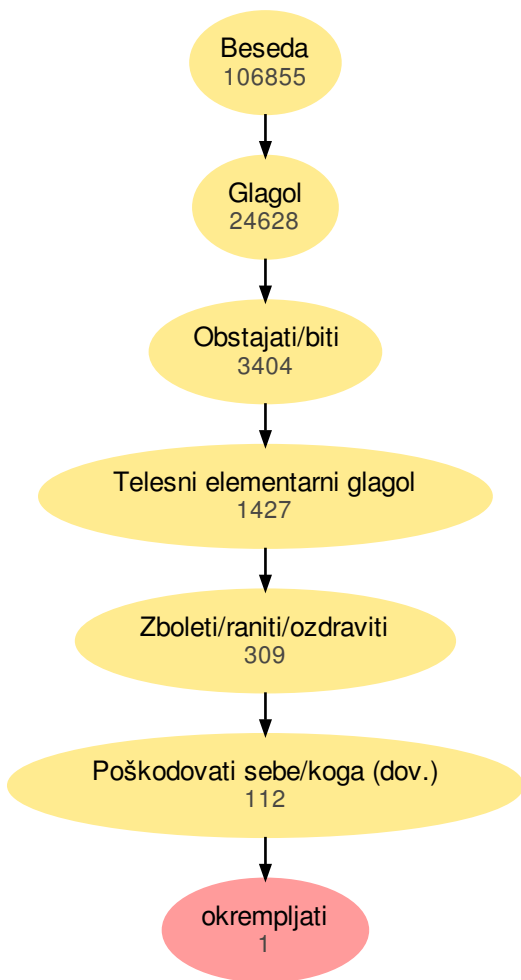 Beseda
106855
Glagol
24628
Obstajati/biti
3404
Telesni elementarni glagol
1427
Zboleti/raniti/ozdraviti
309
Poškodovati sebe/koga (dov.)
112
okrempljati
1